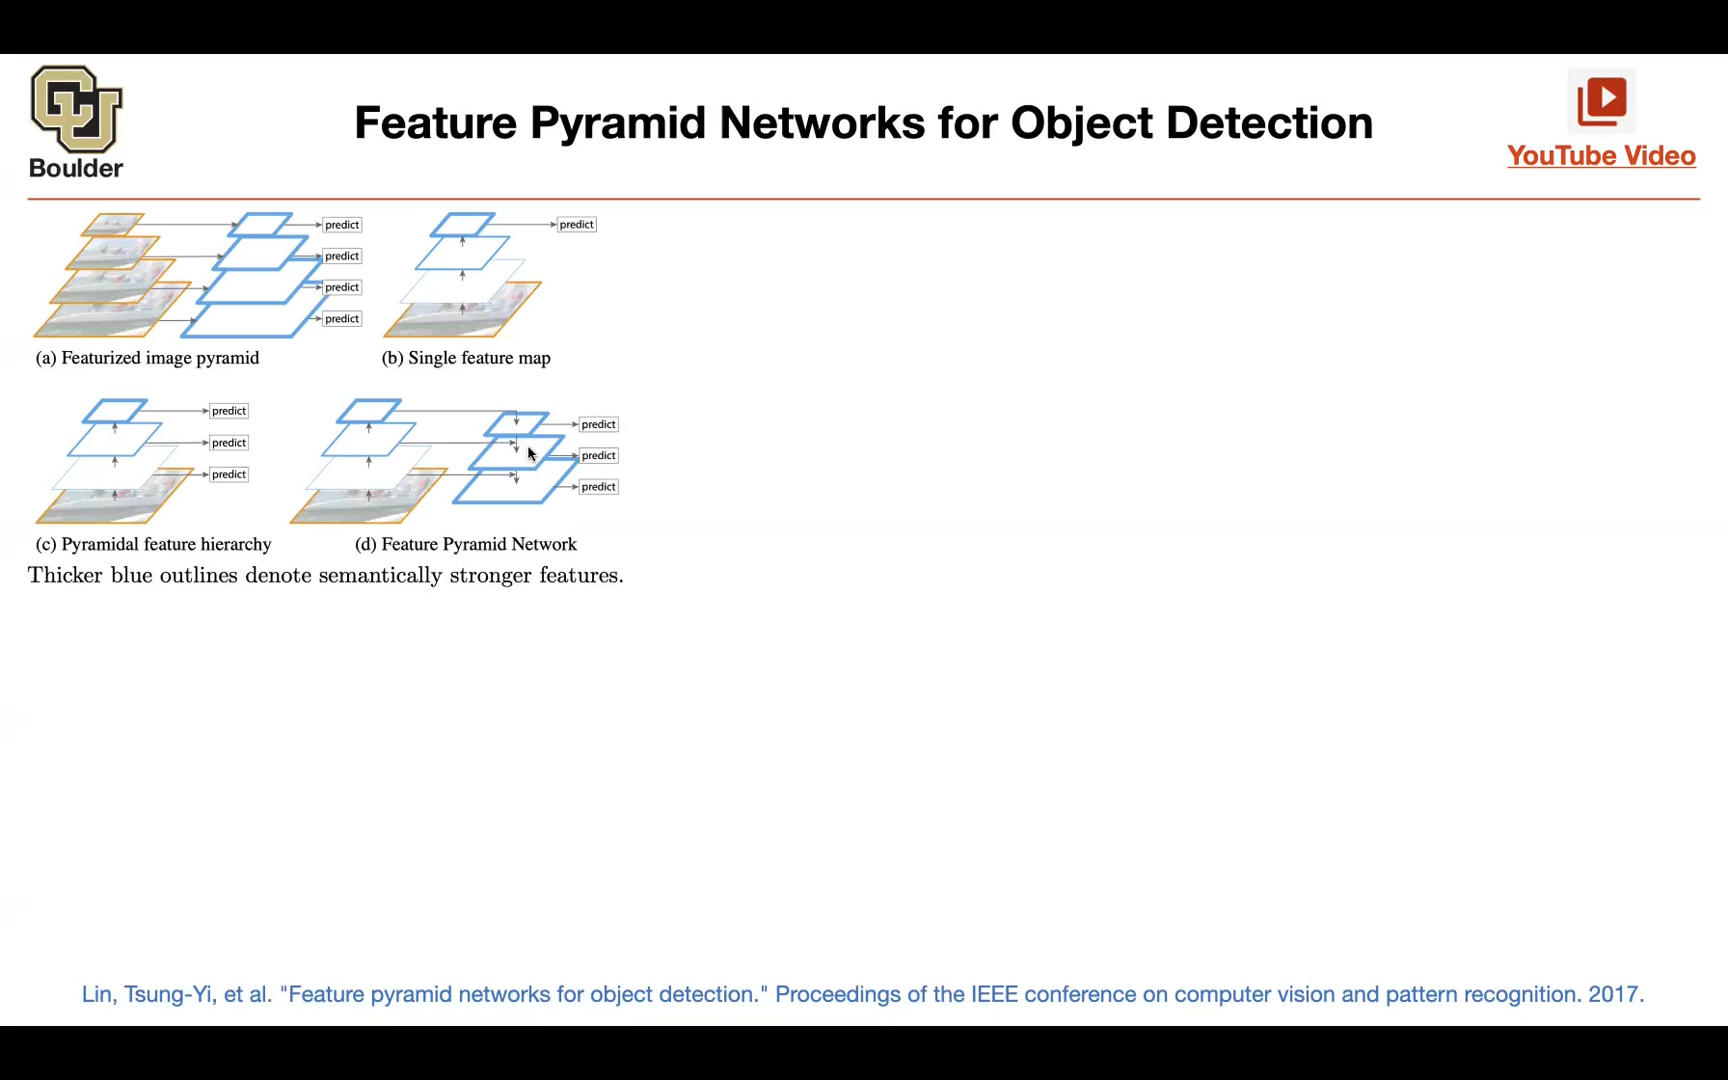 Boulder
Feature Pyramid Networks for Object Detection
YouTube Video
predict
predict
predict
predict
predict
(a) Featurized image pyramid
(b) Single feature map
predict
predict
predict
predict
predict
predict
(c) Pyramidal feature hierarchy
(d) Feature Pyramid Network
Thicker blue outlines denote semantically stronger features.
Lin, Tsung-Yi, et al. "Feature pyramid networks for object detection." Proceedings of the IEEE conference on computer vision and pattern recognition. 2017.